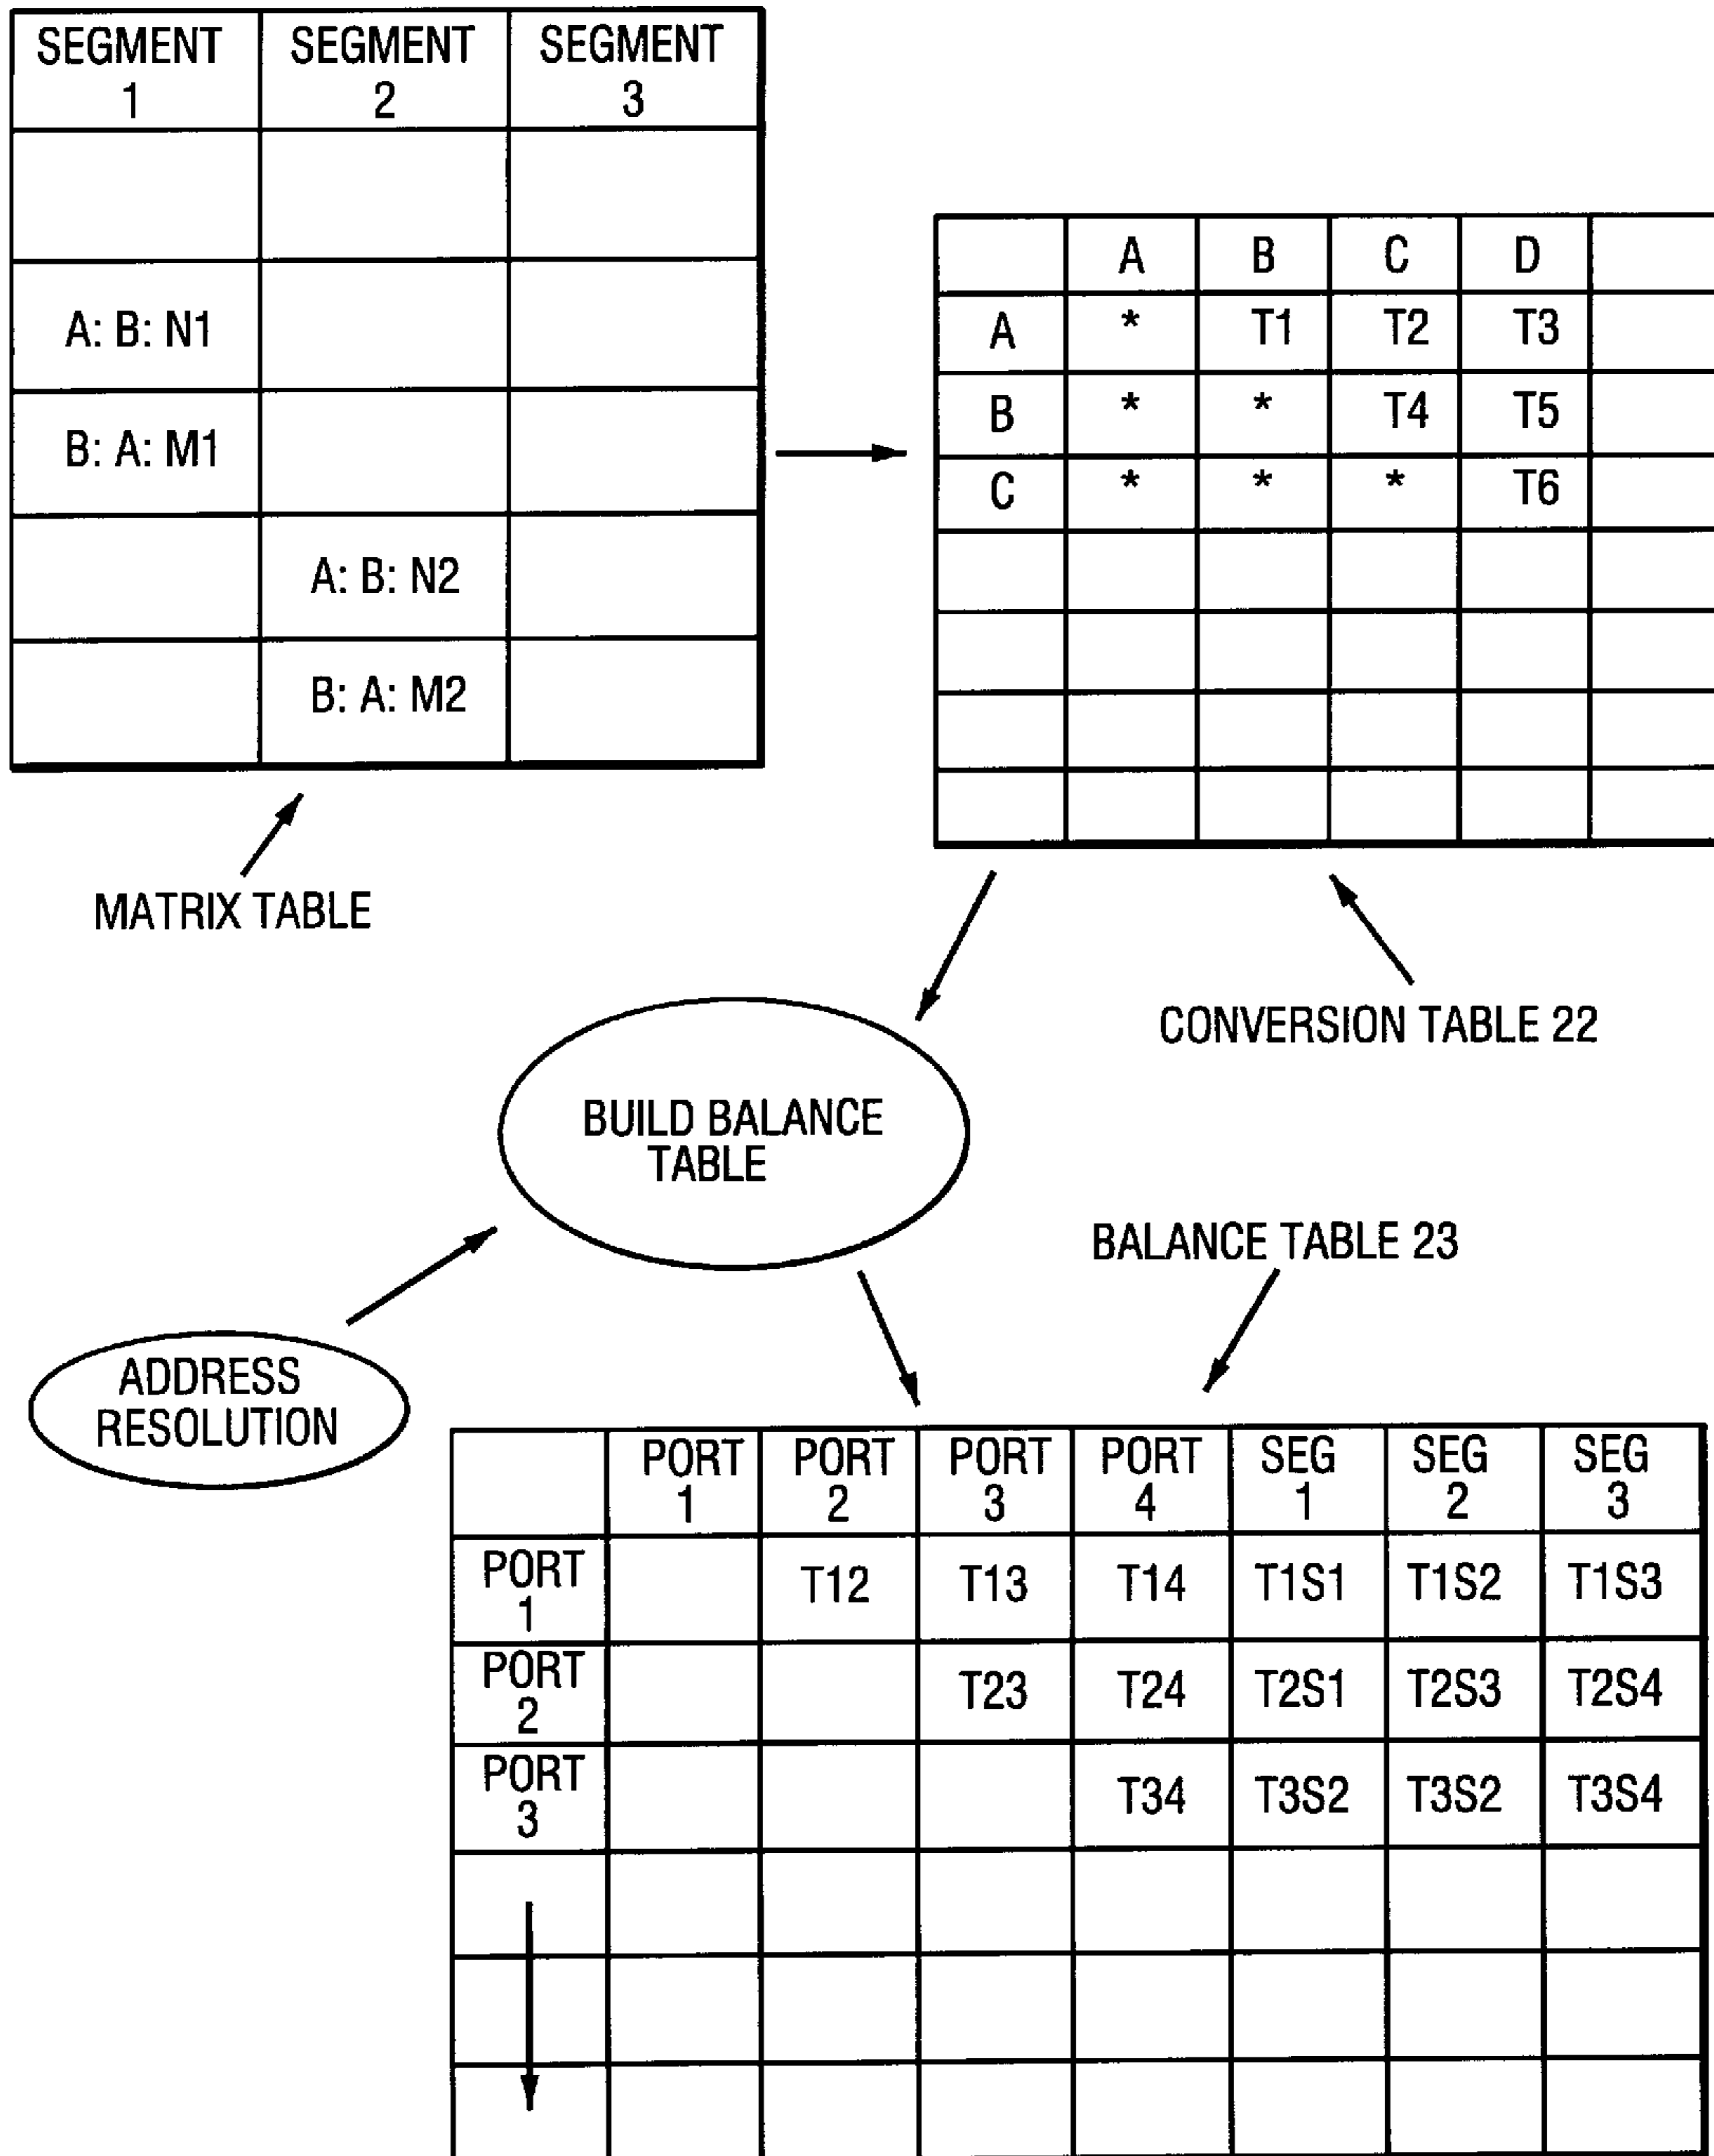 SEGMENT 1 SEGMENT 2 SEGMENT 3
A: B: N1
B: A: M1
A: B: N2
B: A: M2
MATRIX TABLE
A B C D
A * T1 T2 T3
B * * T4 T5
C * * * T6
CONVERSION TABLE 22
BUILD BALANCE
TABLE
BALANCE TABLE 23
ADDRESS
RESOLUTION
PORT 1 PORT 2 PORT 3 PORT 4 SEG 1 SEG 2 SEG 3
PORT 1 T12 T13 T14 T1S1 T1S2 T1S3
PORT 2 T23 T24 T2S1 T2S3 T2S4
PORT 3 T34 T3S2 T3S2 T3S4